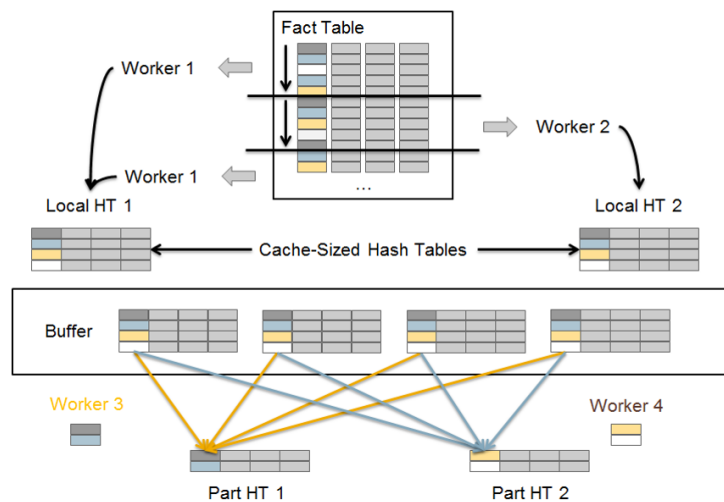 Fact Table
Worker 1
Worker 2
Worker 1
...
Local HT 1
Local HT 2
Cache-Sized Hash Tables
Buffer
Worker 3
Worker 4
Part HT 1
Part HT 2